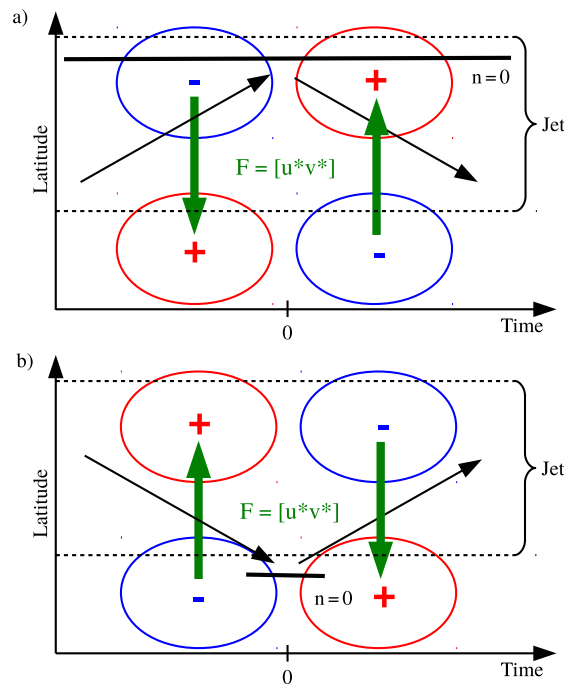 a)
-
+
n=0
Jet
Latitude
F = [u*v*]
+
-
0
Time
b)
+
-
Jet
Latitude
F = [u*v*]
-
n=0
+
0
Time